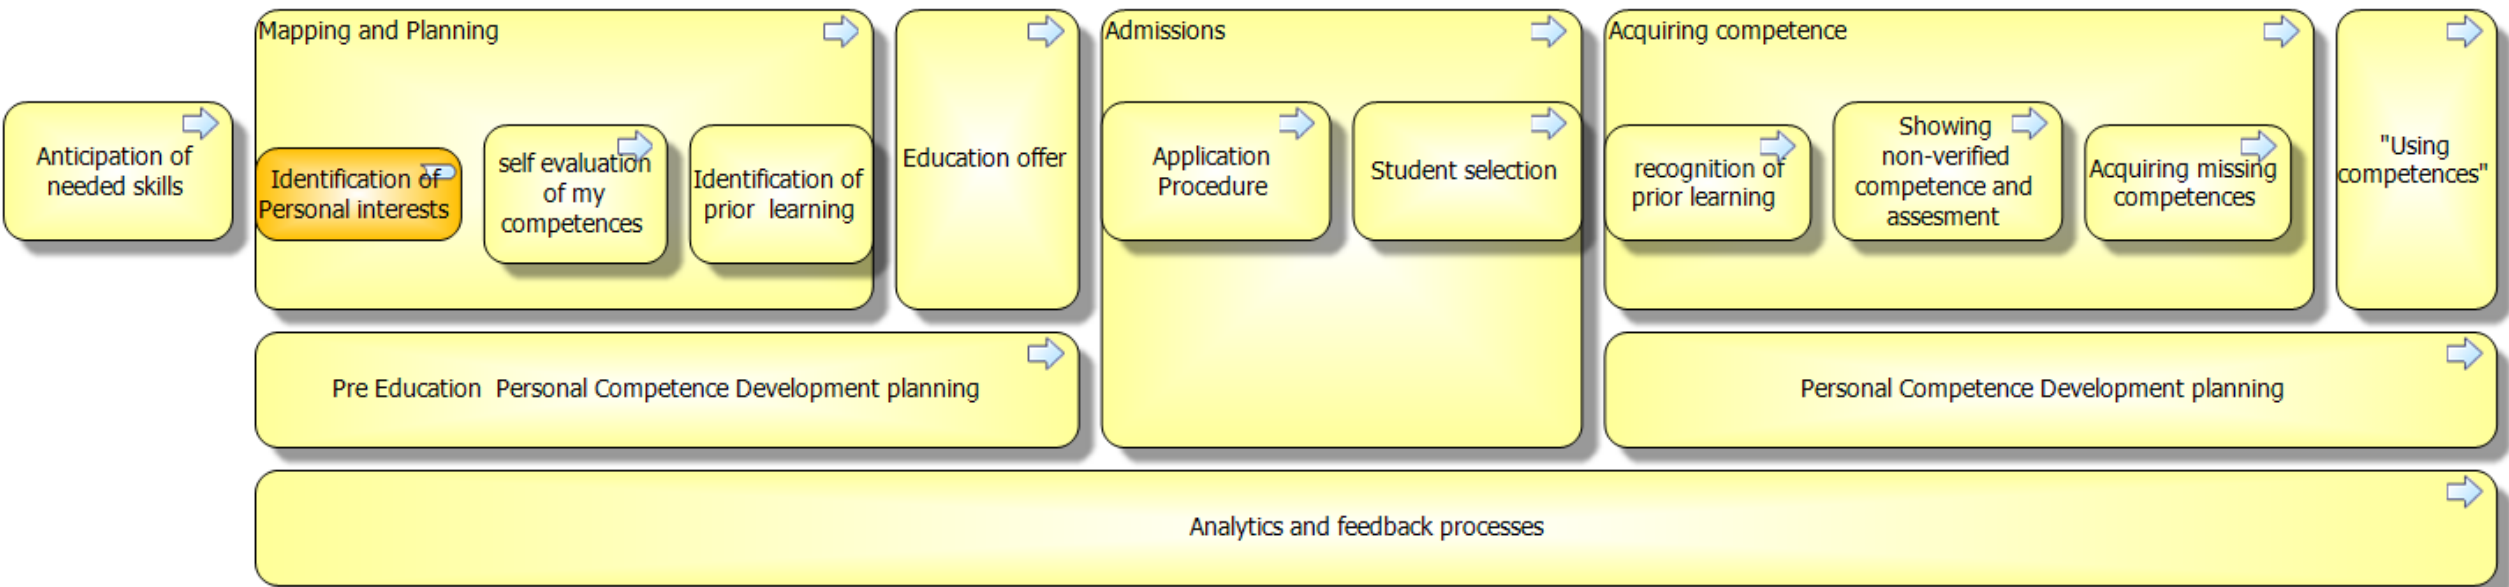 Mapping and Planning
Admissions
Acquiring competence
Anticipation of
needed skills
Identification of
Personal interests
self evaluation
of my
competences
Identification of
prior  learning
Education offer
Application
Procedure
Student selection
recognition of
prior learning
Showing
non-verified
competence and
assesment
Acquiring missing
competences
"Using
competences"
Pre Education  Personal Competence Development planning
Personal Competence Development planning
Analytics and feedback processes